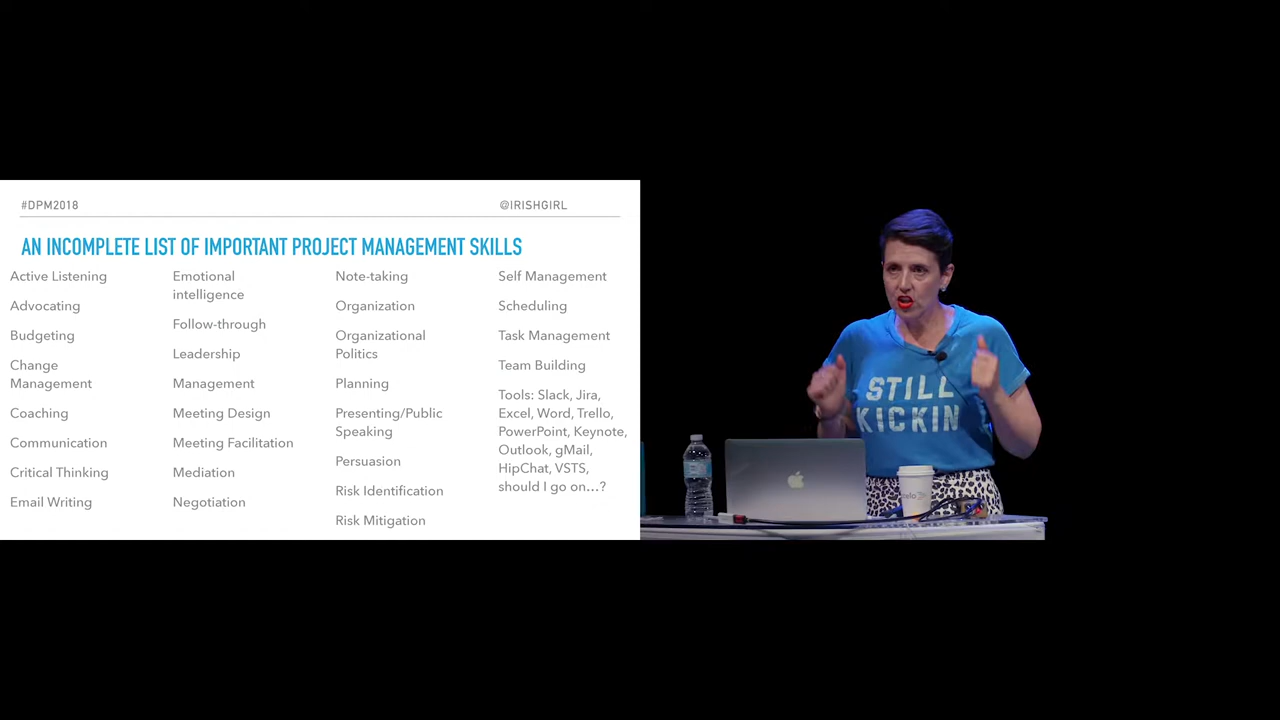 #DPM2018
@IRISHGIRL
AN INCOMPLETE LIST OF IMPORTANT PROJECT MANAGEMENT SKILLS
Active Listening
Advocating
Budgeting
Change
Management
Coaching
Communication
Critical Thinking
Email Writing
Emotional
intelligence
Follow-through
Leadership
Management
Meeting Design
Meeting Facilitation
Mediation
Negotiation
Note-taking
Organization
Organizational
Politics
Planning
Presenting/Public
Speaking
Persuasion
Risk Identification
Risk Mitigation
Self Management
Scheduling
Task Management
Team Building
Tools: Slack, Jira,
Excel, Word, Trello,
PowerPoint, Keynote,
Outlook, gMail,
HipChat, VSTS,
should I go on…?
STILL
KICKIN